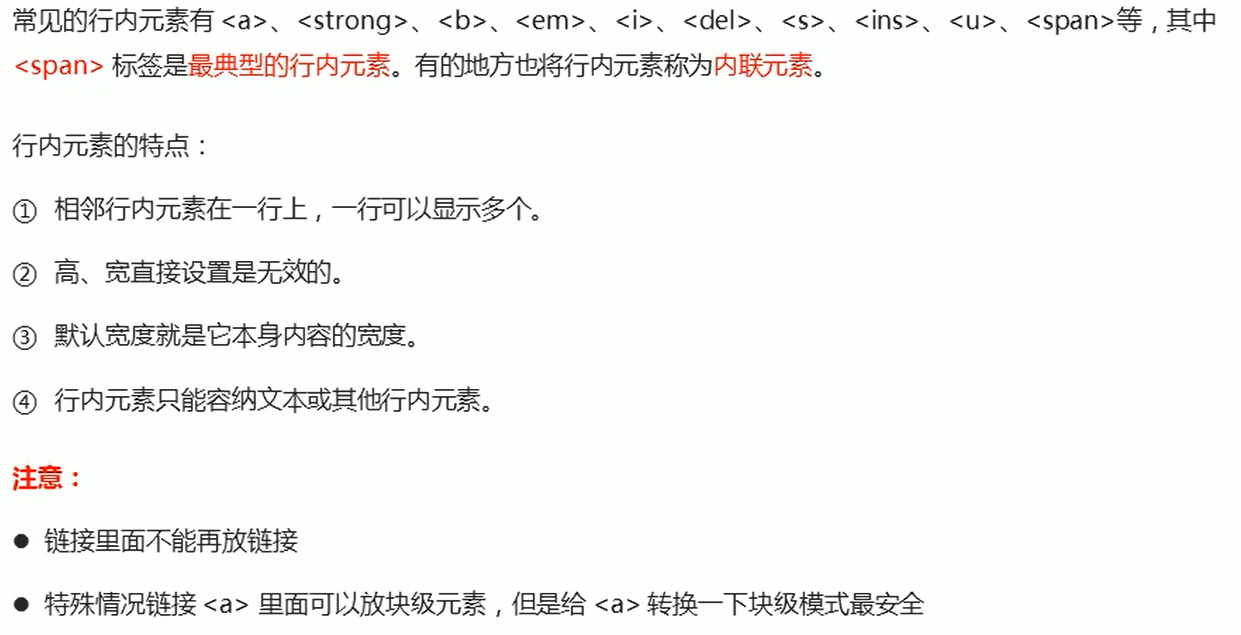 常见的行内元素有 <a>、<strong>、<b>、<em>、<i>、<del>、<s>、<ins>、<u>、<span>等，其中
<span> 标签是最典型的行内元素。有的地方也将行内元素称为内联元素。
行内元素的特点：
① 相邻行内元素在一行上，一行可以显示多个。
② 高、宽直接设置是无效的。
③ 默认宽度就是它本身内容的宽度。
④ 行内元素只能容纳文本或其他行内元素。
注意：
● 链接里面不能再放链接
● 特殊情况链接 <a> 里面可以放块级元素，但是给 <a> 转换一下块级模式最安全